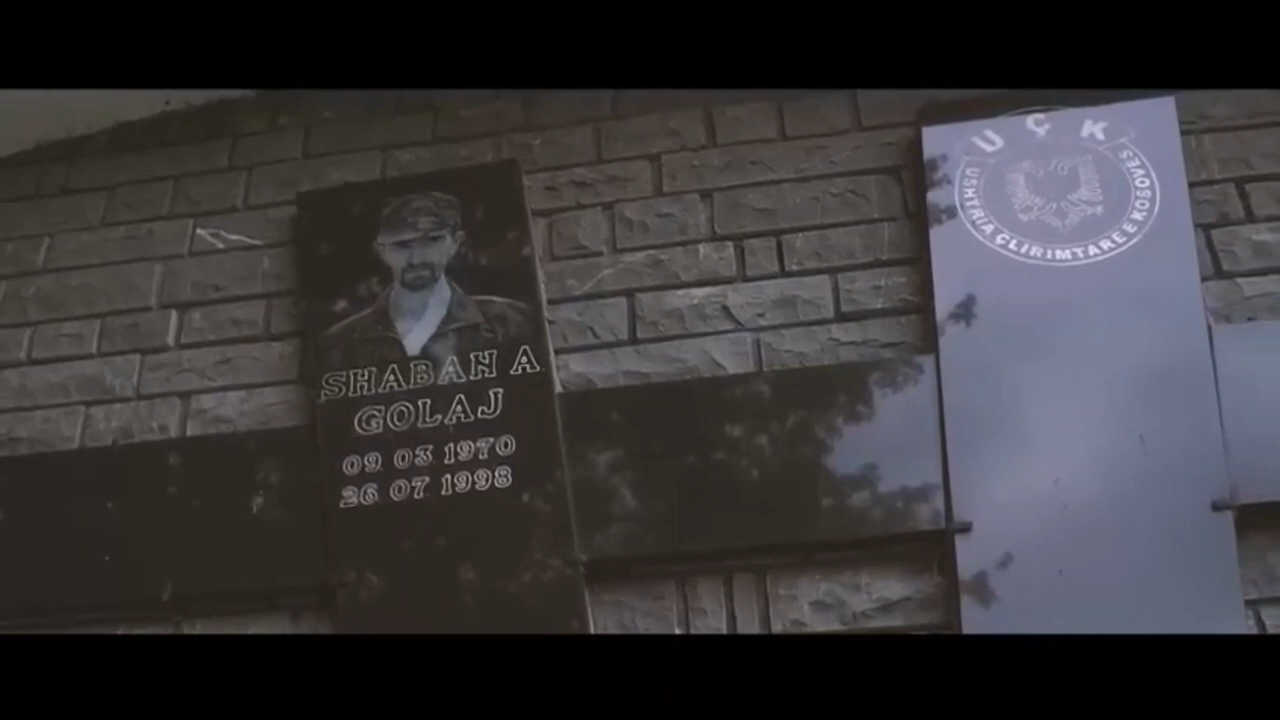 SHABAN A.
GOLAJ
09 03 1970
26 07 1998
UÇK
USHTRIA ÇLIRIMTARE E KOSOVËS